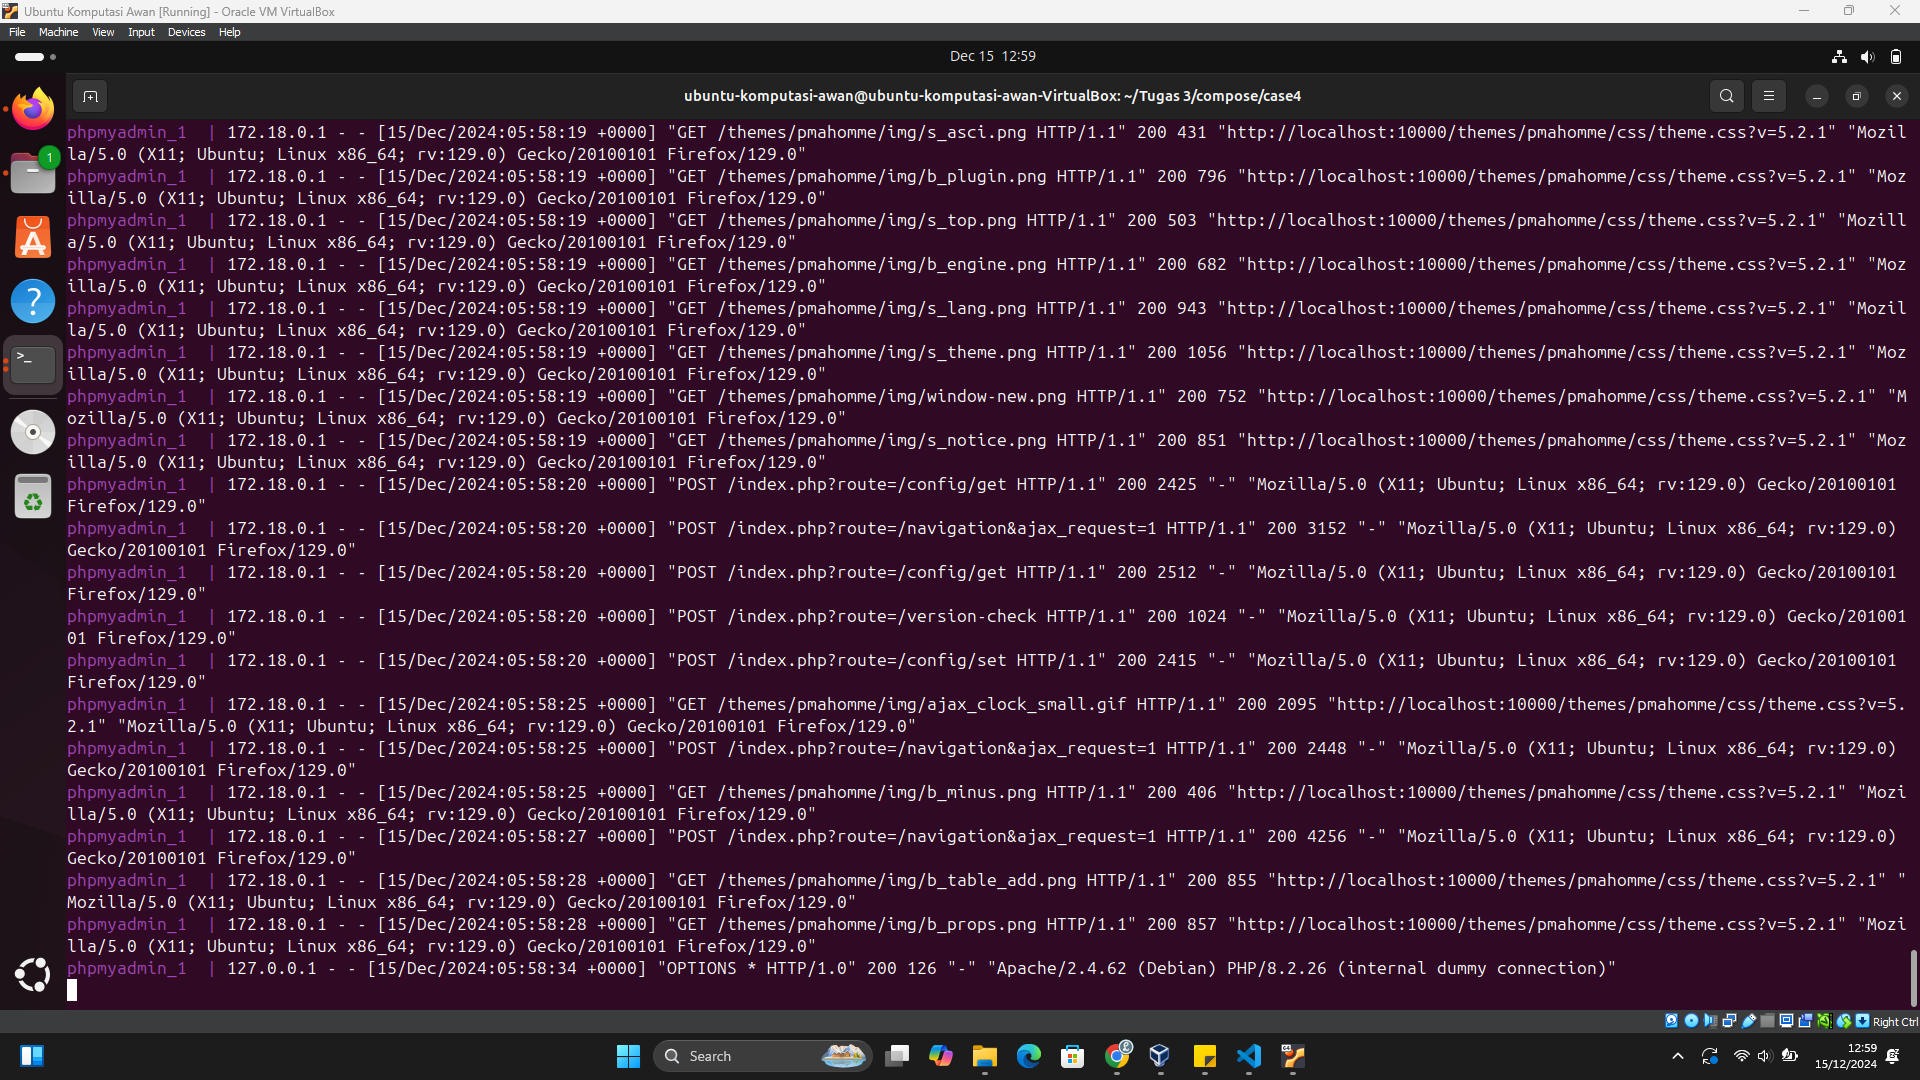 Ubuntu Komputasi Awan [Running] - Oracle VM VirtualBox
File Machine View Input Devices Help
Dec 15 12:59
ubuntu-komputasi-awan@ubuntu-komputasi-awan-VirtualBox: ~/Tugas 3/compose/case4
1
phpmyadmin_1 | 172.18.0.1 - - [15/Dec/2024:05:58:19 +0000] "GET /themes/pmahomme/img/s_asci.png HTTP/1.1" 200 431 "http://localhost:10000/themes/pmahomme/css/theme.css?v=5.2.1" "Mozil
la/5.0 (X11; Ubuntu; Linux x86_64; rv:129.0) Gecko/20100101 Firefox/129.0"
phpmyadmin_1 | 172.18.0.1 - - [15/Dec/2024:05:58:19 +0000] "GET /themes/pmahomme/img/b_plugin.png HTTP/1.1" 200 796 "http://localhost:10000/themes/pmahomme/css/theme.css?v=5.2.1" "Moz
illa/5.0 (X11; Ubuntu; Linux x86_64; rv:129.0) Gecko/20100101 Firefox/129.0"
phpmyadmin_1 | 172.18.0.1 - - [15/Dec/2024:05:58:19 +0000] "GET /themes/pmahomme/img/s_top.png HTTP/1.1" 200 503 "http://localhost:10000/themes/pmahomme/css/theme.css?v=5.2.1" "Mozill
a/5.0 (X11; Ubuntu; Linux x86_64; rv:129.0) Gecko/20100101 Firefox/129.0"
phpmyadmin_1 | 172.18.0.1 - - [15/Dec/2024:05:58:19 +0000] "GET /themes/pmahomme/img/b_engine.png HTTP/1.1" 200 682 "http://localhost:10000/themes/pmahomme/css/theme.css?v=5.2.1" "Moz
illa/5.0 (X11; Ubuntu; Linux x86_64; rv:129.0) Gecko/20100101 Firefox/129.0"
phpmyadmin_1 | 172.18.0.1 - - [15/Dec/2024:05:58:19 +0000] "GET /themes/pmahomme/img/s_lang.png HTTP/1.1" 200 943 "http://localhost:10000/themes/pmahomme/css/theme.css?v=5.2.1" "Mozil
la/5.0 (X11; Ubuntu; Linux x86_64; rv:129.0) Gecko/20100101 Firefox/129.0"
phpmyadmin_1 | 172.18.0.1 - - [15/Dec/2024:05:58:19 +0000] "GET /themes/pmahomme/img/s_theme.png HTTP/1.1" 200 1056 "http://localhost:10000/themes/pmahomme/css/theme.css?v=5.2.1" "Moz
illa/5.0 (X11; Ubuntu; Linux x86_64; rv:129.0) Gecko/20100101 Firefox/129.0"
phpmyadmin_1 | 172.18.0.1 - - [15/Dec/2024:05:58:19 +0000] "GET /themes/pmahomme/img/window-new.png HTTP/1.1" 200 752 "http://localhost:10000/themes/pmahomme/css/theme.css?v=5.2.1" "M
ozilla/5.0 (X11; Ubuntu; Linux x86_64; rv:129.0) Gecko/20100101 Firefox/129.0"
phpmyadmin_1 | 172.18.0.1 - - [15/Dec/2024:05:58:19 +0000] "GET /themes/pmahomme/img/s_notice.png HTTP/1.1" 200 851 "http://localhost:10000/themes/pmahomme/css/theme.css?v=5.2.1" "Moz
illa/5.0 (X11; Ubuntu; Linux x86_64; rv:129.0) Gecko/20100101 Firefox/129.0"
phpmyadmin_1 | 172.18.0.1 - - [15/Dec/2024:05:58:20 +0000] "POST /index.php?route=/config/get HTTP/1.1" 200 2425 "-" "Mozilla/5.0 (X11; Ubuntu; Linux x86_64; rv:129.0) Gecko/20100101
Firefox/129.0"
phpmyadmin_1 | 172.18.0.1 - - [15/Dec/2024:05:58:20 +0000] "POST /index.php?route=/navigation&ajax_request=1 HTTP/1.1" 200 3152 "-" "Mozilla/5.0 (X11; Ubuntu; Linux x86_64; rv:129.0)
Gecko/20100101 Firefox/129.0"
phpmyadmin_1 | 172.18.0.1 - - [15/Dec/2024:05:58:20 +0000] "POST /index.php?route=/config/get HTTP/1.1" 200 2512 "-" "Mozilla/5.0 (X11; Ubuntu; Linux x86_64; rv:129.0) Gecko/20100101
Firefox/129.0"
phpmyadmin_1 | 172.18.0.1 - - [15/Dec/2024:05:58:20 +0000] "POST /index.php?route=/version-check HTTP/1.1" 200 1024 "-" "Mozilla/5.0 (X11; Ubuntu; Linux x86_64; rv:129.0) Gecko/201001
01 Firefox/129.0"
phpmyadmin_1 | 172.18.0.1 - - [15/Dec/2024:05:58:20 +0000] "POST /index.php?route=/config/set HTTP/1.1" 200 2415 "-" "Mozilla/5.0 (X11; Ubuntu; Linux x86_64; rv:129.0) Gecko/20100101
Firefox/129.0"
phpmyadmin_1 | 172.18.0.1 - - [15/Dec/2024:05:58:25 +0000] "GET /themes/pmahomme/img/ajax_clock_small.gif HTTP/1.1" 200 2095 "http://localhost:10000/themes/pmahomme/css/theme.css?v=5.
2.1" "Mozilla/5.0 (X11; Ubuntu; Linux x86_64; rv:129.0) Gecko/20100101 Firefox/129.0"
phpmyadmin_1 | 172.18.0.1 - - [15/Dec/2024:05:58:25 +0000] "POST /index.php?route=/navigation&ajax_request=1 HTTP/1.1" 200 2448 "-" "Mozilla/5.0 (X11; Ubuntu; Linux x86_64; rv:129.0)
Gecko/20100101 Firefox/129.0"
phpmyadmin_1 | 172.18.0.1 - - [15/Dec/2024:05:58:25 +0000] "GET /themes/pmahomme/img/b_minus.png HTTP/1.1" 200 406 "http://localhost:10000/themes/pmahomme/css/theme.css?v=5.2.1" "Mozi
lla/5.0 (X11; Ubuntu; Linux x86_64; rv:129.0) Gecko/20100101 Firefox/129.0"
phpmyadmin_1 | 172.18.0.1 - - [15/Dec/2024:05:58:27 +0000] "POST /index.php?route=/navigation&ajax_request=1 HTTP/1.1" 200 4256 "-" "Mozilla/5.0 (X11; Ubuntu; Linux x86_64; rv:129.0)
Gecko/20100101 Firefox/129.0"
phpmyadmin_1 | 172.18.0.1 - - [15/Dec/2024:05:58:28 +0000] "GET /themes/pmahomme/img/b_table_add.png HTTP/1.1" 200 855 "http://localhost:10000/themes/pmahomme/css/theme.css?v=5.2.1" "
Mozilla/5.0 (X11; Ubuntu; Linux x86_64; rv:129.0) Gecko/20100101 Firefox/129.0"
phpmyadmin_1 | 172.18.0.1 - - [15/Dec/2024:05:58:28 +0000] "GET /themes/pmahomme/img/b_props.png HTTP/1.1" 200 857 "http://localhost:10000/themes/pmahomme/css/theme.css?v=5.2.1" "Mozi
lla/5.0 (X11; Ubuntu; Linux x86_64; rv:129.0) Gecko/20100101 Firefox/129.0"
phpmyadmin_1 | 127.0.0.1 - - [15/Dec/2024:05:58:34 +0000] "OPTIONS * HTTP/1.0" 200 126 "-" "Apache/2.4.62 (Debian) PHP/8.2.26 (internal dummy connection)"
Right Ctrl
Search
12:59
15/12/2024